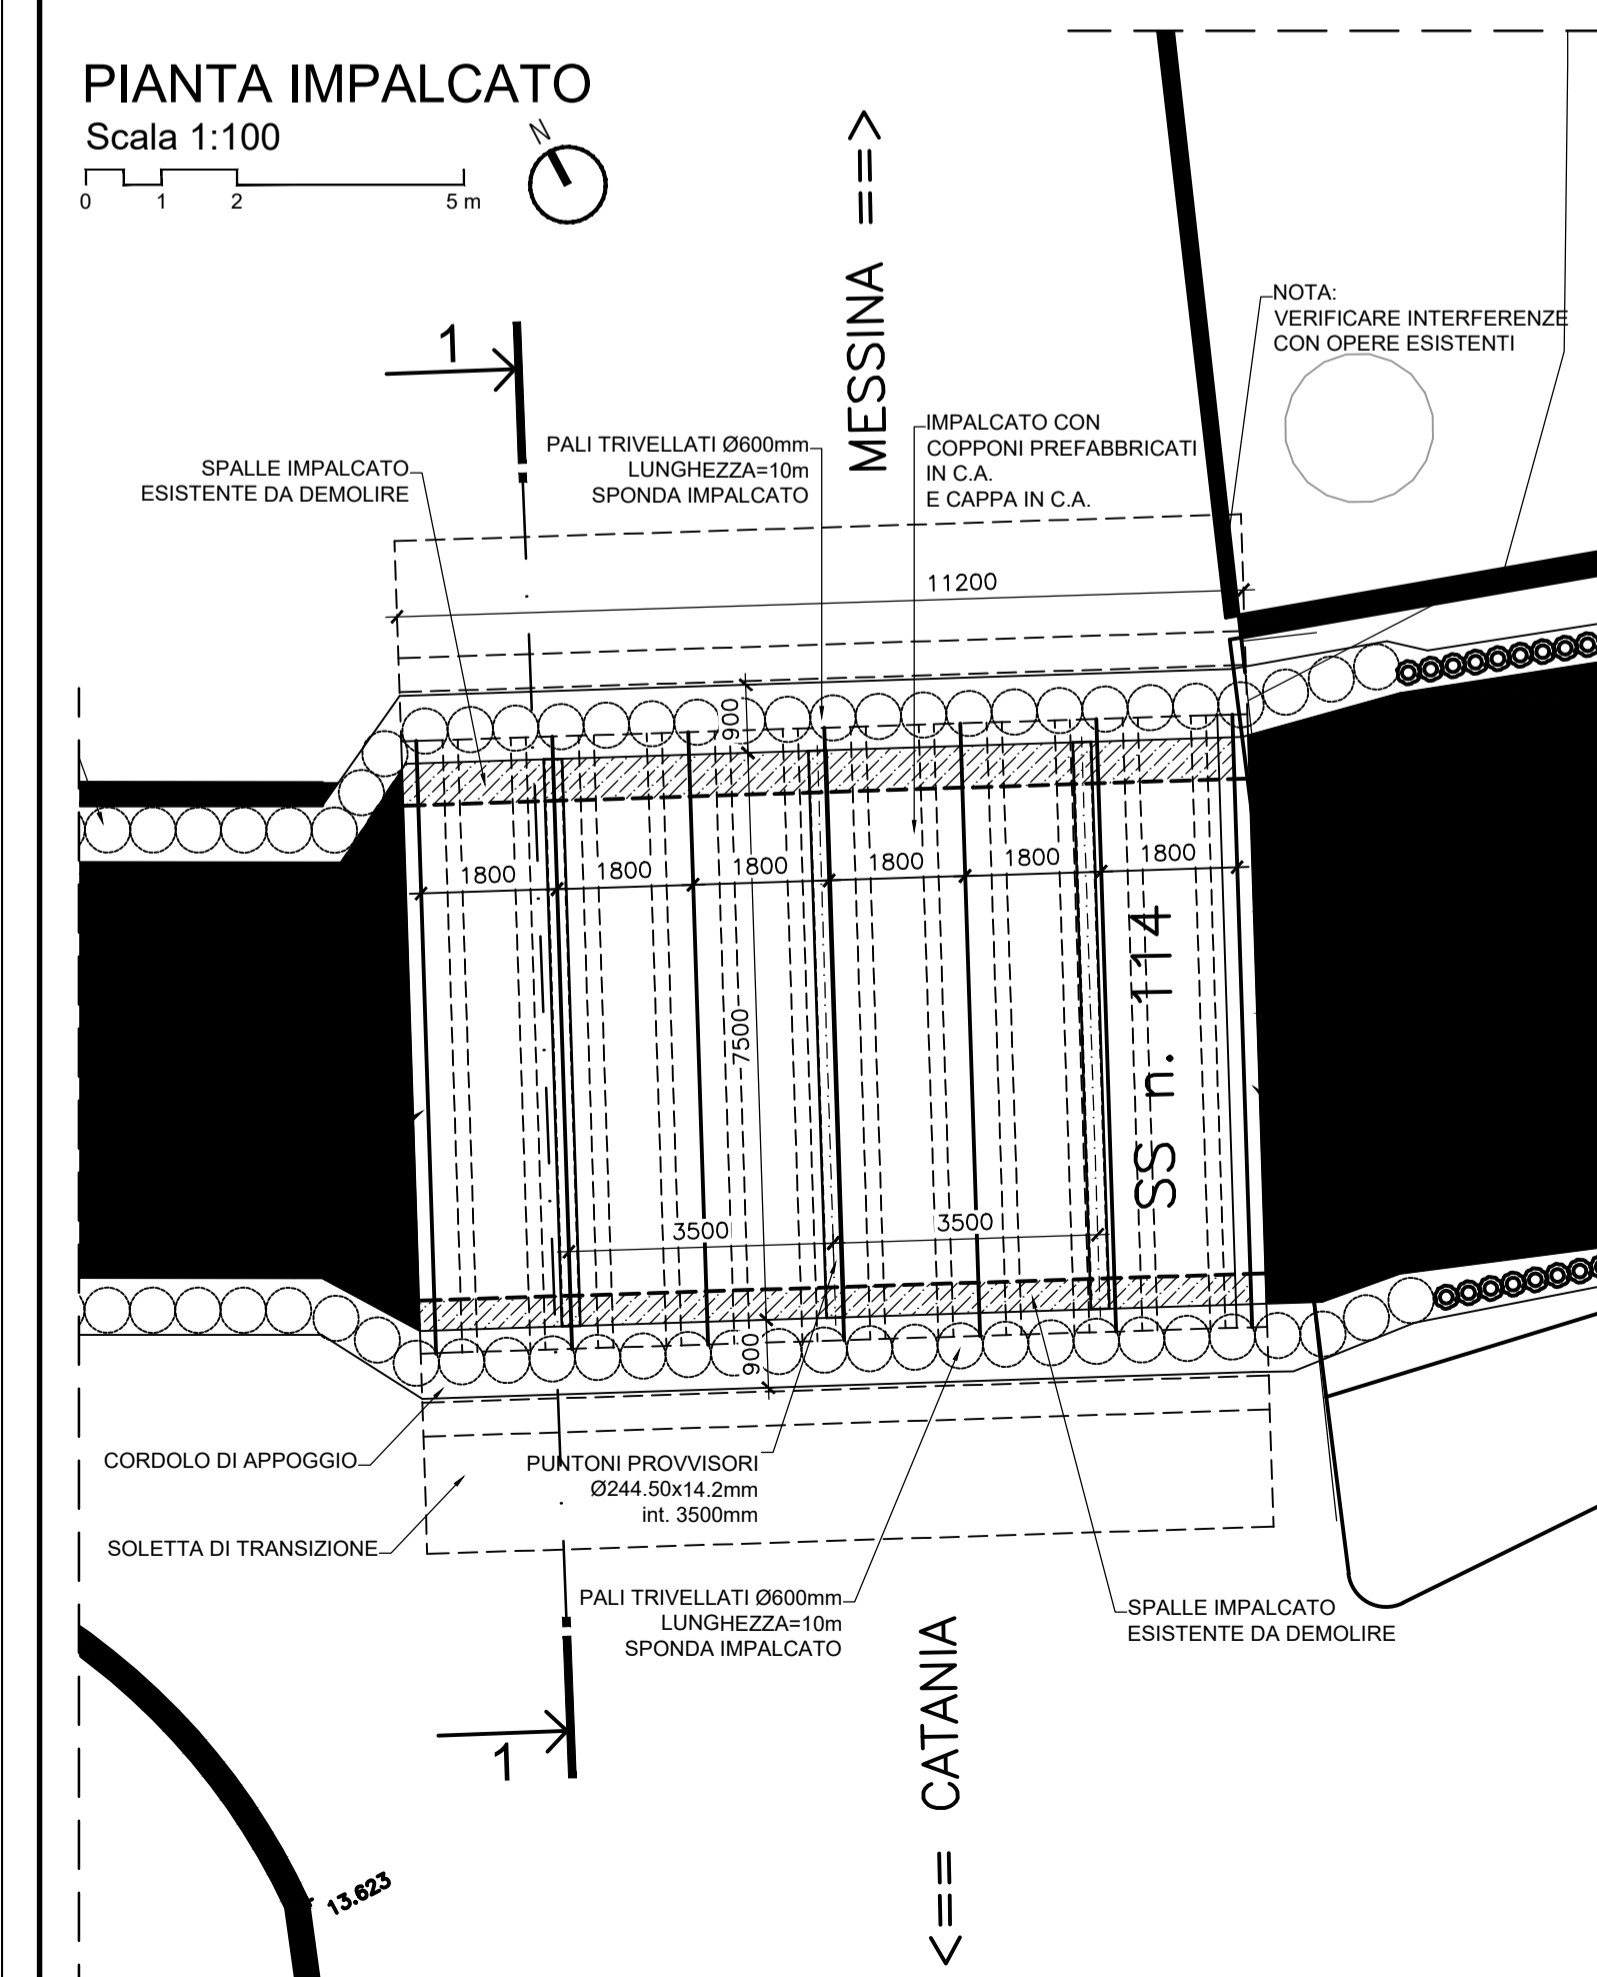 PIANTA IMPALCATO
Scala 1:100
0 1 2 5 m
N
MESSINA ==>
1
NOTA:
VERIFICARE INTERFERENZE
CON OPERE ESISTENTI
SPALLE IMPALCATO
ESISTENTE DA DEMOLIRE
PALI TRIVELLATI Ø600mm
LUNGHEZZA=10m
SPONDA IMPALCATO
IMPALCATO CON
COPPONI PREFABBRICATI
IN C.A.
E CAPPA IN C.A.
11200
900
1800 1800 1800 1800 1800 1800
7500
SS n. 114
3500 3500
900
CORDOLO DI APPOGGIO
SOLETTA DI TRANSIZIONE
PUNTONI PROVVISORI
Ø244.50x14.2mm
int. 3500mm
PALI TRIVELLATI Ø600mm
LUNGHEZZA=10m
SPONDA IMPALCATO
SPALLE IMPALCATO
ESISTENTE DA DEMOLIRE
1
<== CATANIA
13.623